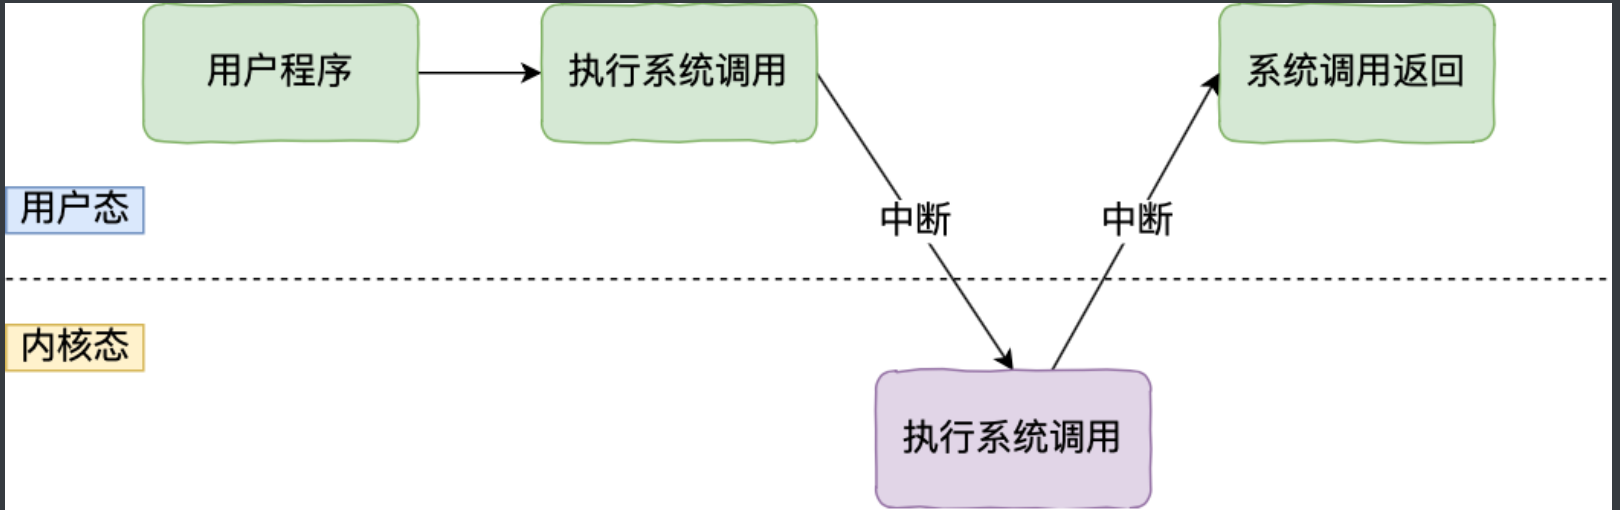 用户程序
执行系统调用
系统调用返回
用户态
中断
中断
内核态
执行系统调用